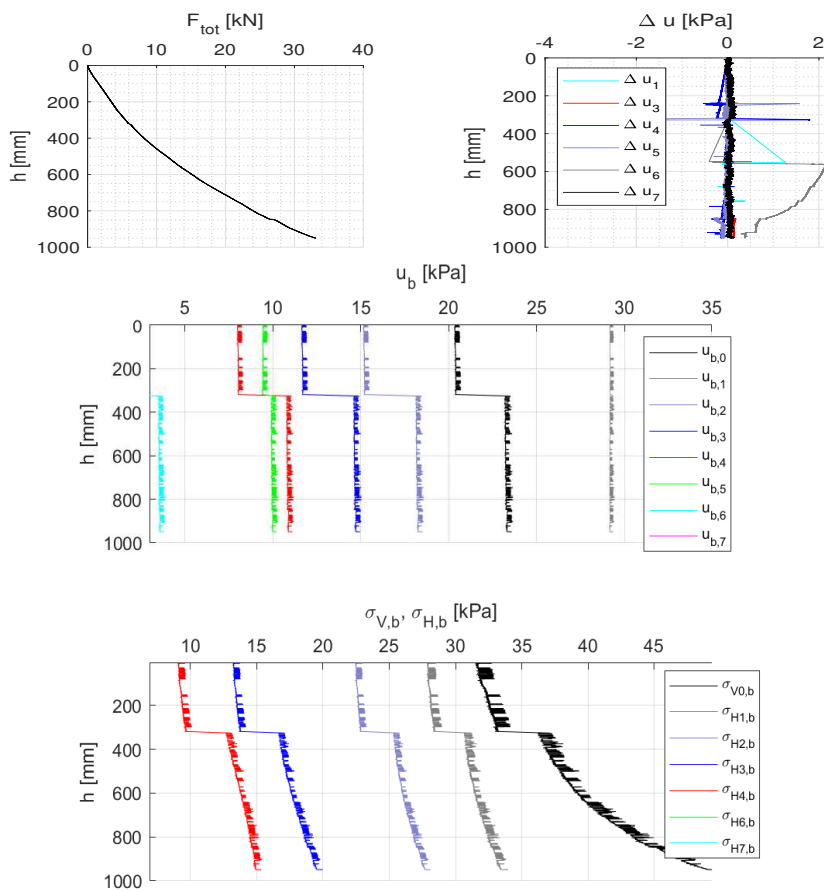 F_tot [kN]
0 10 20 30 40
0
200
400
600
800
1000
h [mm]
Δ u [kPa]
-4 -2 0 2
0
200
400
600
800
1000
h [mm]
Δ u_1
Δ u_3
Δ u_4
Δ u_5
Δ u_6
Δ u_7
u_b [kPa]
5 10 15 20 25 30 35
0
200
400
600
800
1000
h [mm]
u_b,0
u_b,1
u_b,2
u_b,3
u_b,4
u_b,5
u_b,6
u_b,7
σ_V,b, σ_H,b [kPa]
10 15 20 25 30 35 40 45
200
400
600
800
1000
h [mm]
σ_V0,b
σ_H1,b
σ_H2,b
σ_H3,b
σ_H4,b
σ_H6,b
σ_H7,b